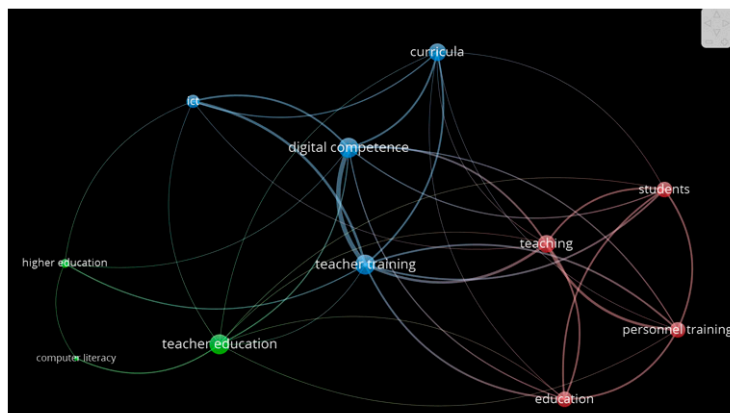 curricula
ict
digital competence
students
teaching
higher education
teacher training
personnel training
teacher education
computer literacy
education